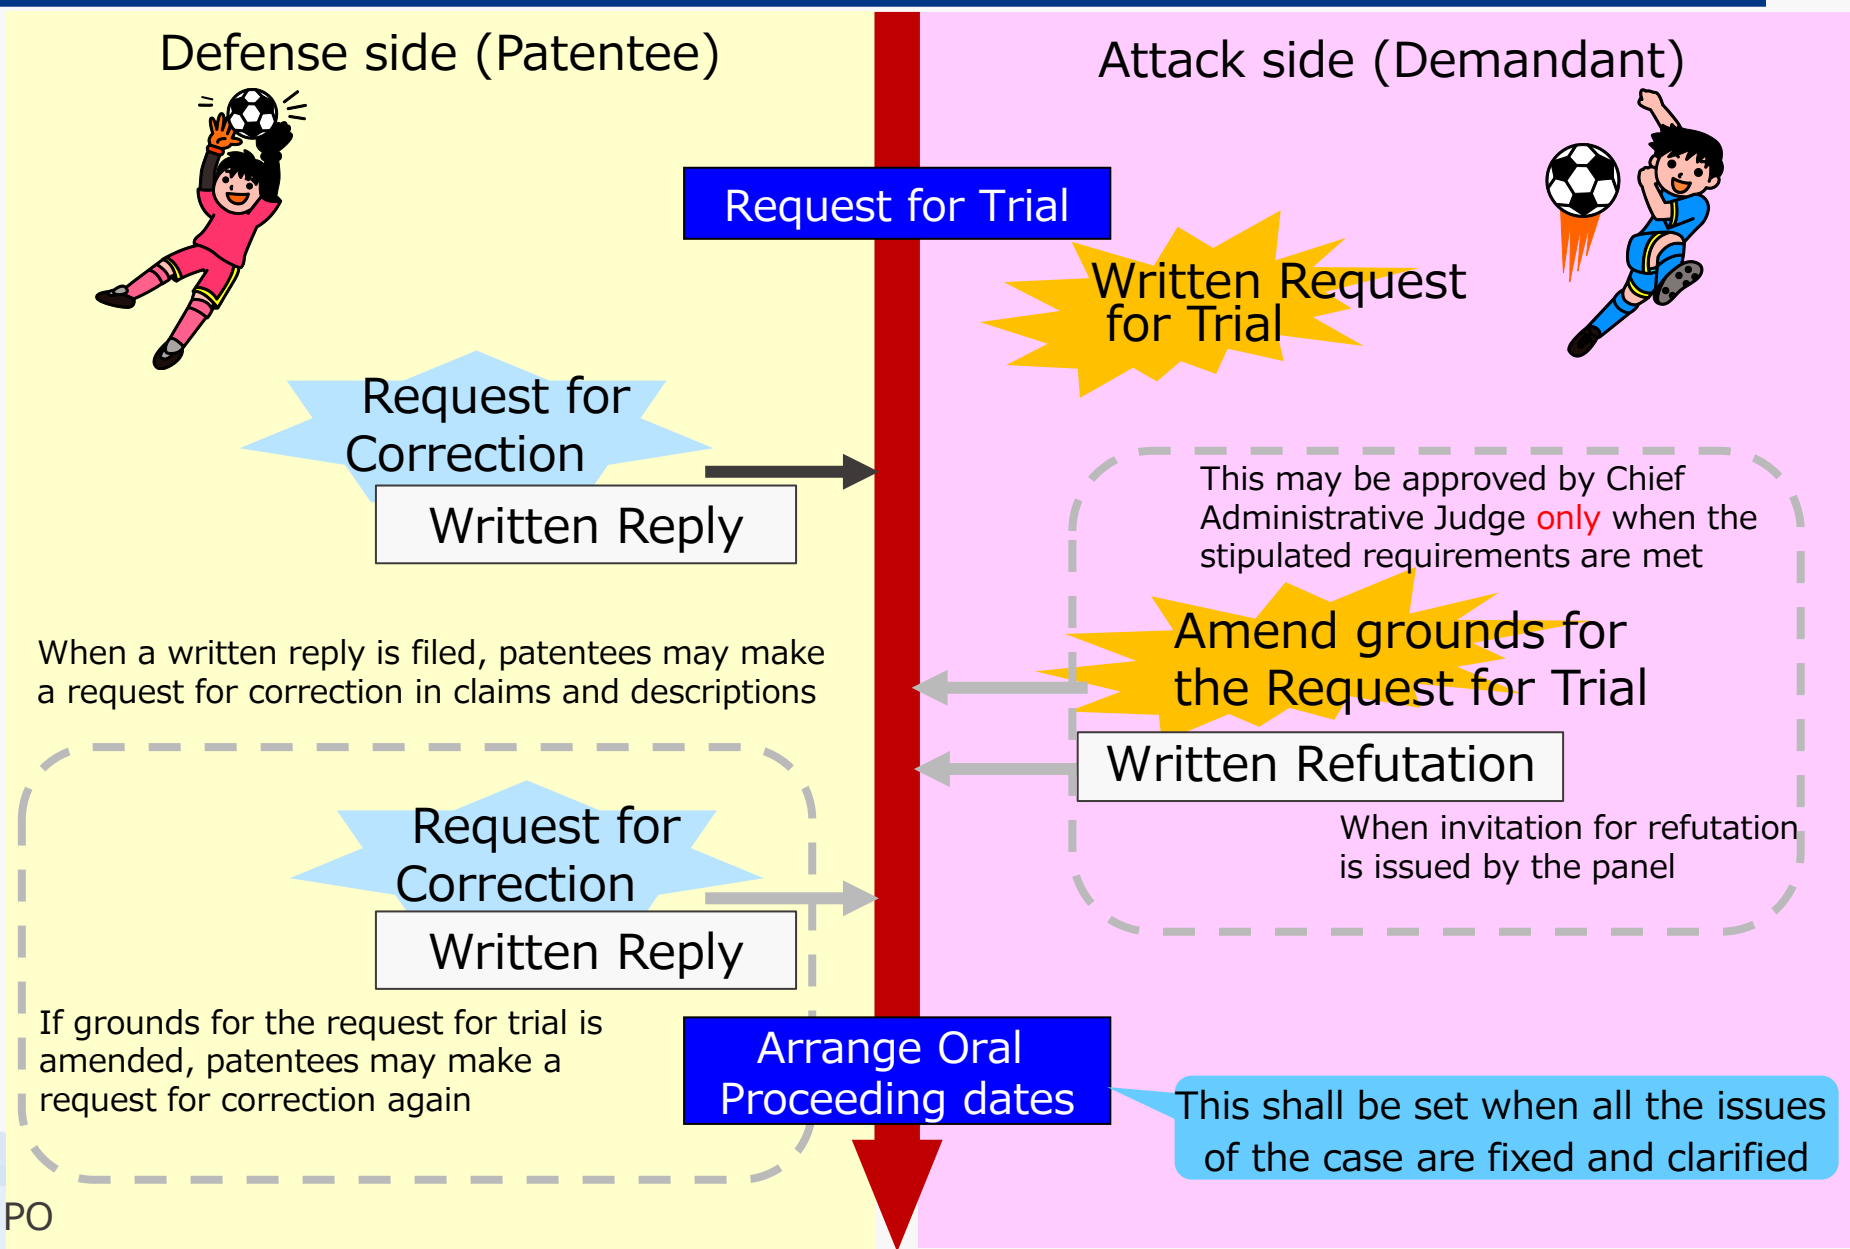 Defense side (Patentee)
Attack side (Demandant)
Request for Trial
Written Request
for Trial
Request for
Correction
Written Reply
This may be approved by Chief
Administrative Judge only when the
stipulated requirements are met
When a written reply is filed, patentees may make
a request for correction in claims and descriptions
Amend grounds for
the Request for Trial
Written Refutation
When invitation for refutation
is issued by the panel
Request for
Correction
Written Reply
If grounds for the request for trial is
amended, patentees may make a
request for correction again
Arrange Oral
Proceeding dates
This shall be set when all the issues
of the case are fixed and clarified
PO